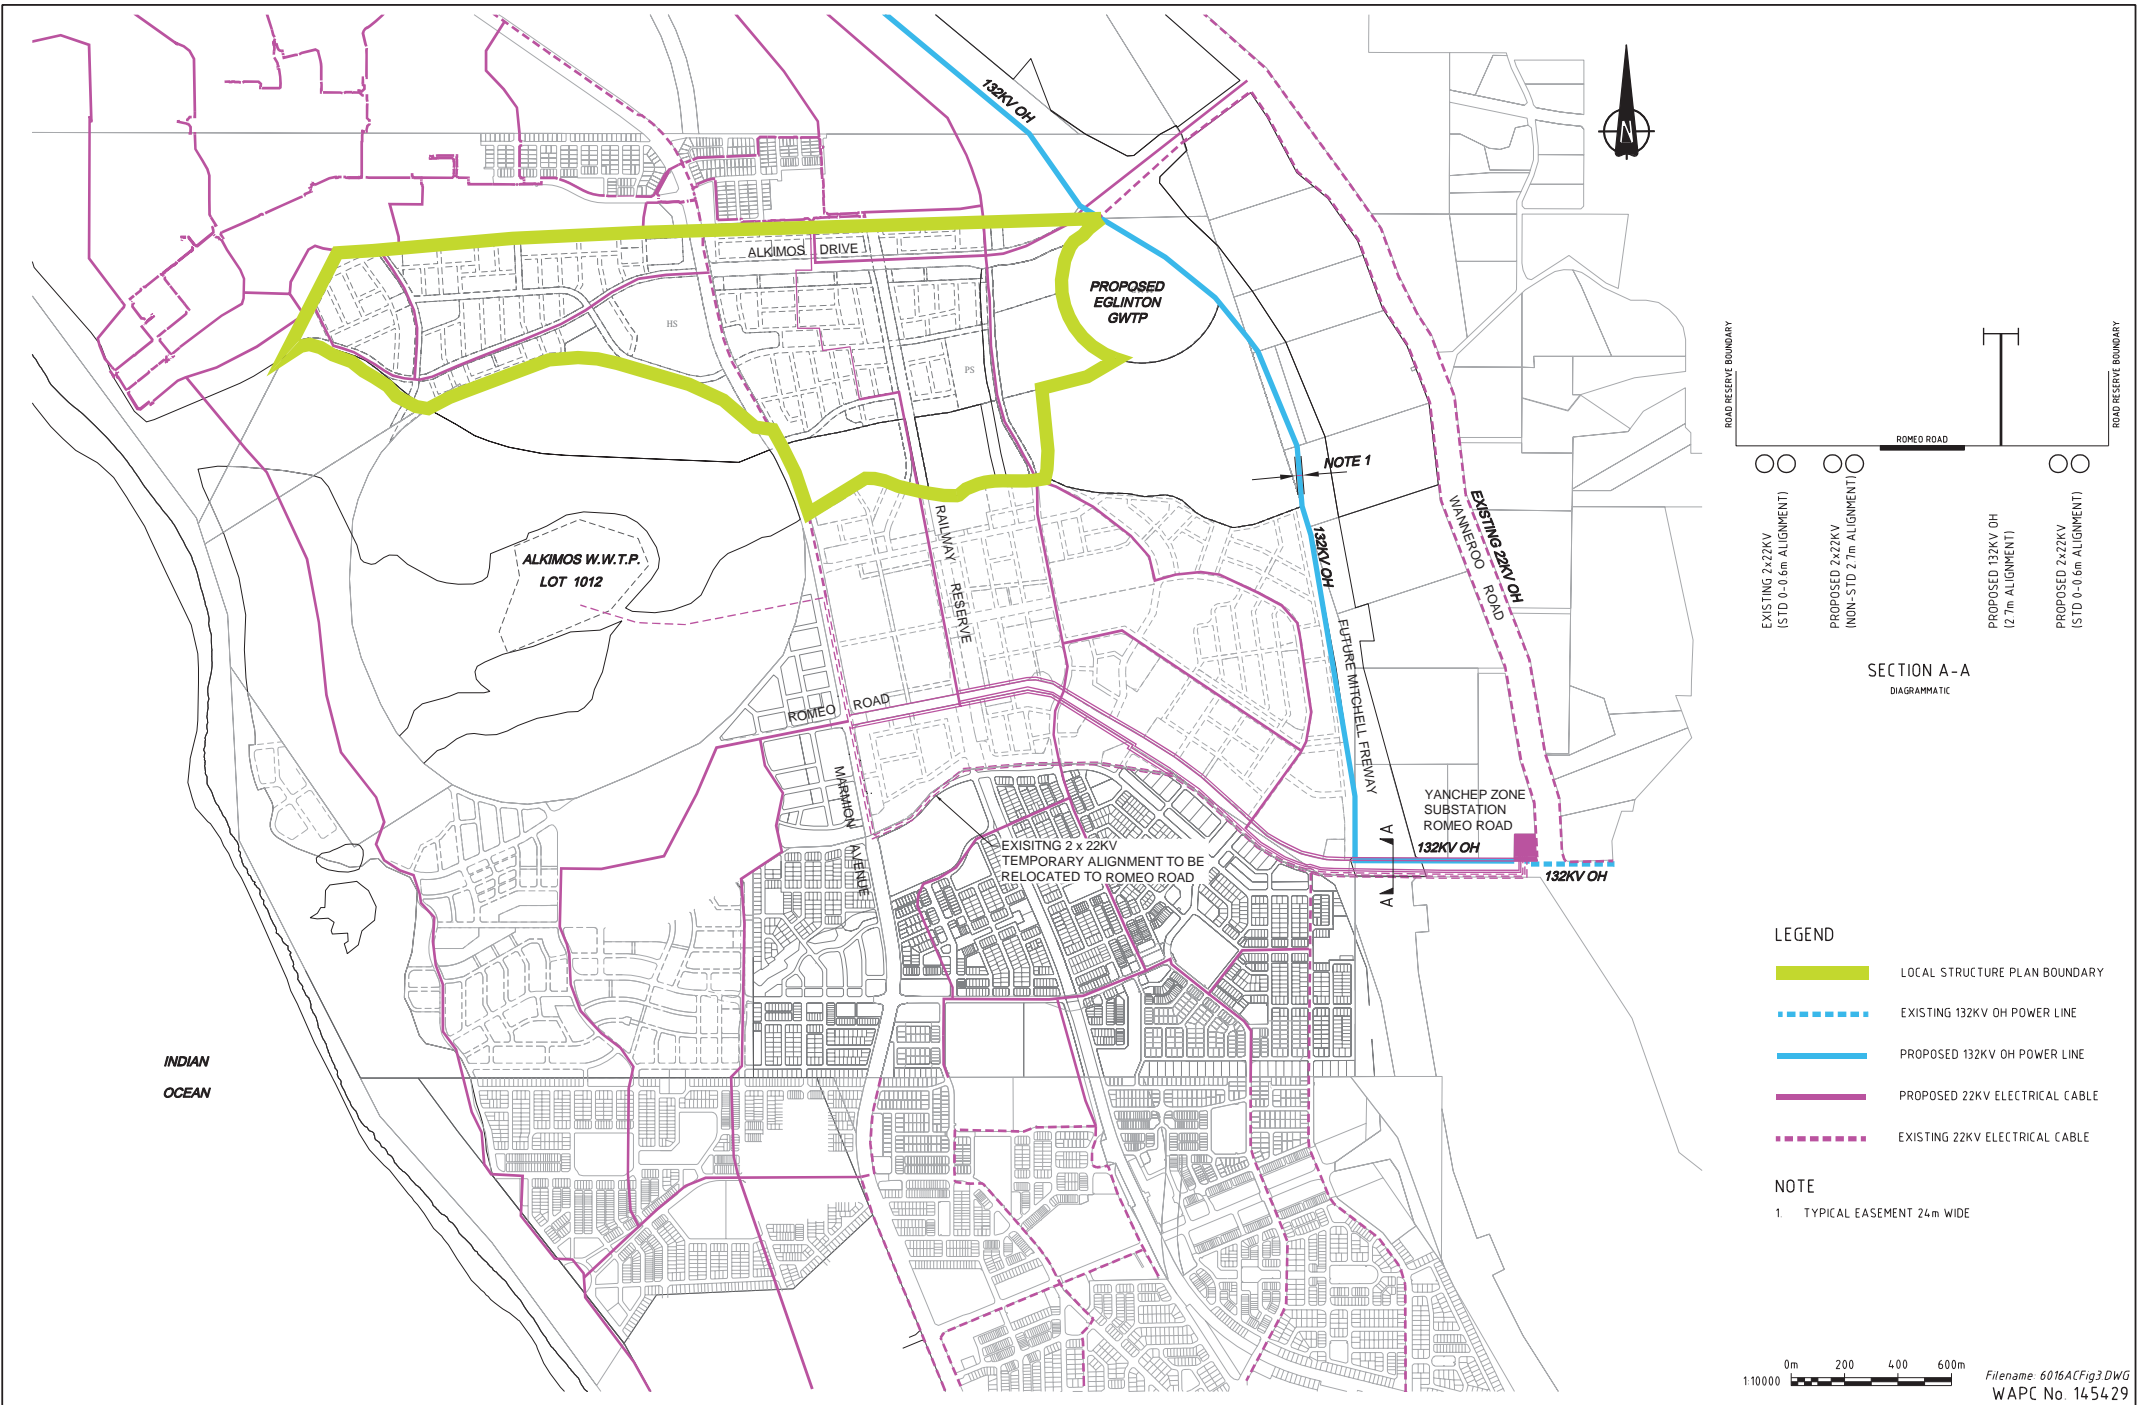 132KV OH
N
ALKIMOS DRIVE
PROPOSED
EGLINTON
GWTP
HS
PS
NOTE 1
EXISTING 22KV OH
WANNEROO ROAD
132KV OH
FUTURE MITCHELL FREWAY
RAILWAY RESERVE
ALKIMOS W.W.T.P.
LOT 1012
ROMEO ROAD
MARMION AVENUE
EXISITNG 2 x 22KV
TEMPORARY ALIGNMENT TO BE
RELOCATED TO ROMEO ROAD
YANCHEP ZONE
SUBSTATION
ROMEO ROAD
132KV OH
132KV OH
A
A
INDIAN
OCEAN
ROAD RESERVE BOUNDARY
ROAD RESERVE BOUNDARY
ROMEO ROAD
EXISTING 2x22KV
(STD 0-0.6m ALIGNMENT)
PROPOSED 2x22KV
(NON-STD 2.7m ALIGNMENT)
PROPOSED 132KV OH
(2.7m ALIGNMENT)
PROPOSED 2x22KV
(STD 0-0.6m ALIGNMENT)
SECTION A-A
DIAGRAMMATIC
LEGEND
LOCAL STRUCTURE PLAN BOUNDARY
EXISTING 132KV OH POWER LINE
PROPOSED 132KV OH POWER LINE
PROPOSED 22KV ELECTRICAL CABLE
EXISTING 22KV ELECTRICAL CABLE
NOTE
1. TYPICAL EASEMENT 24m WIDE
0m 200 400 600m
1:10000
Filename: 6016ACFig3.DWG
WAPC No. 145429